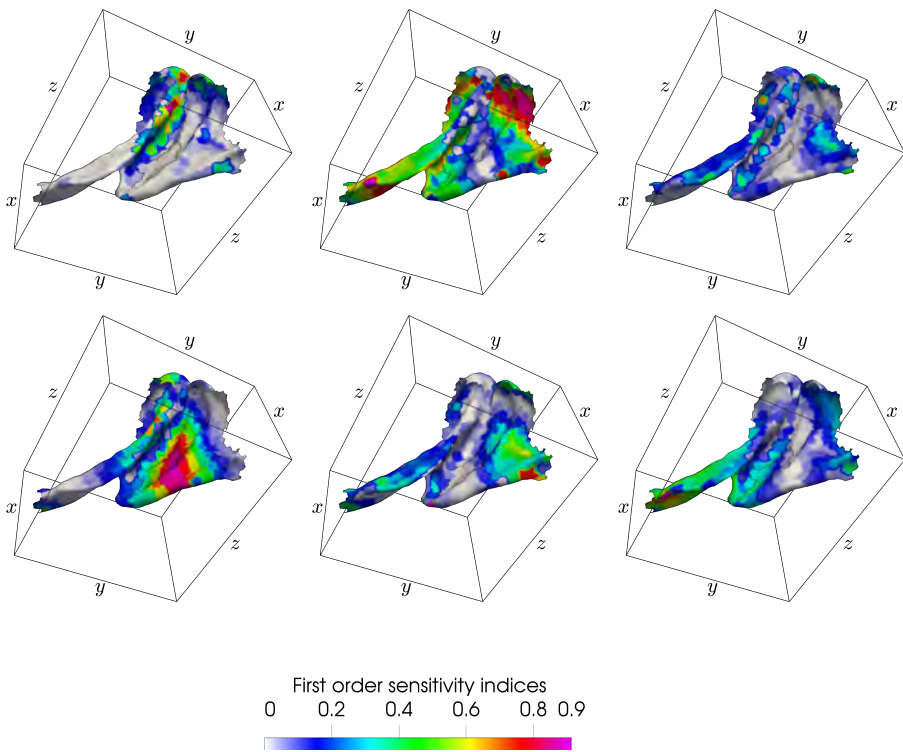 y y y
z z z
x x x
x x x
z z z
y y y
y y y
z z z
x x x
x x x
z z z
y y y
First order sensitivity indices
0 0.2 0.4 0.6 0.8 0.9